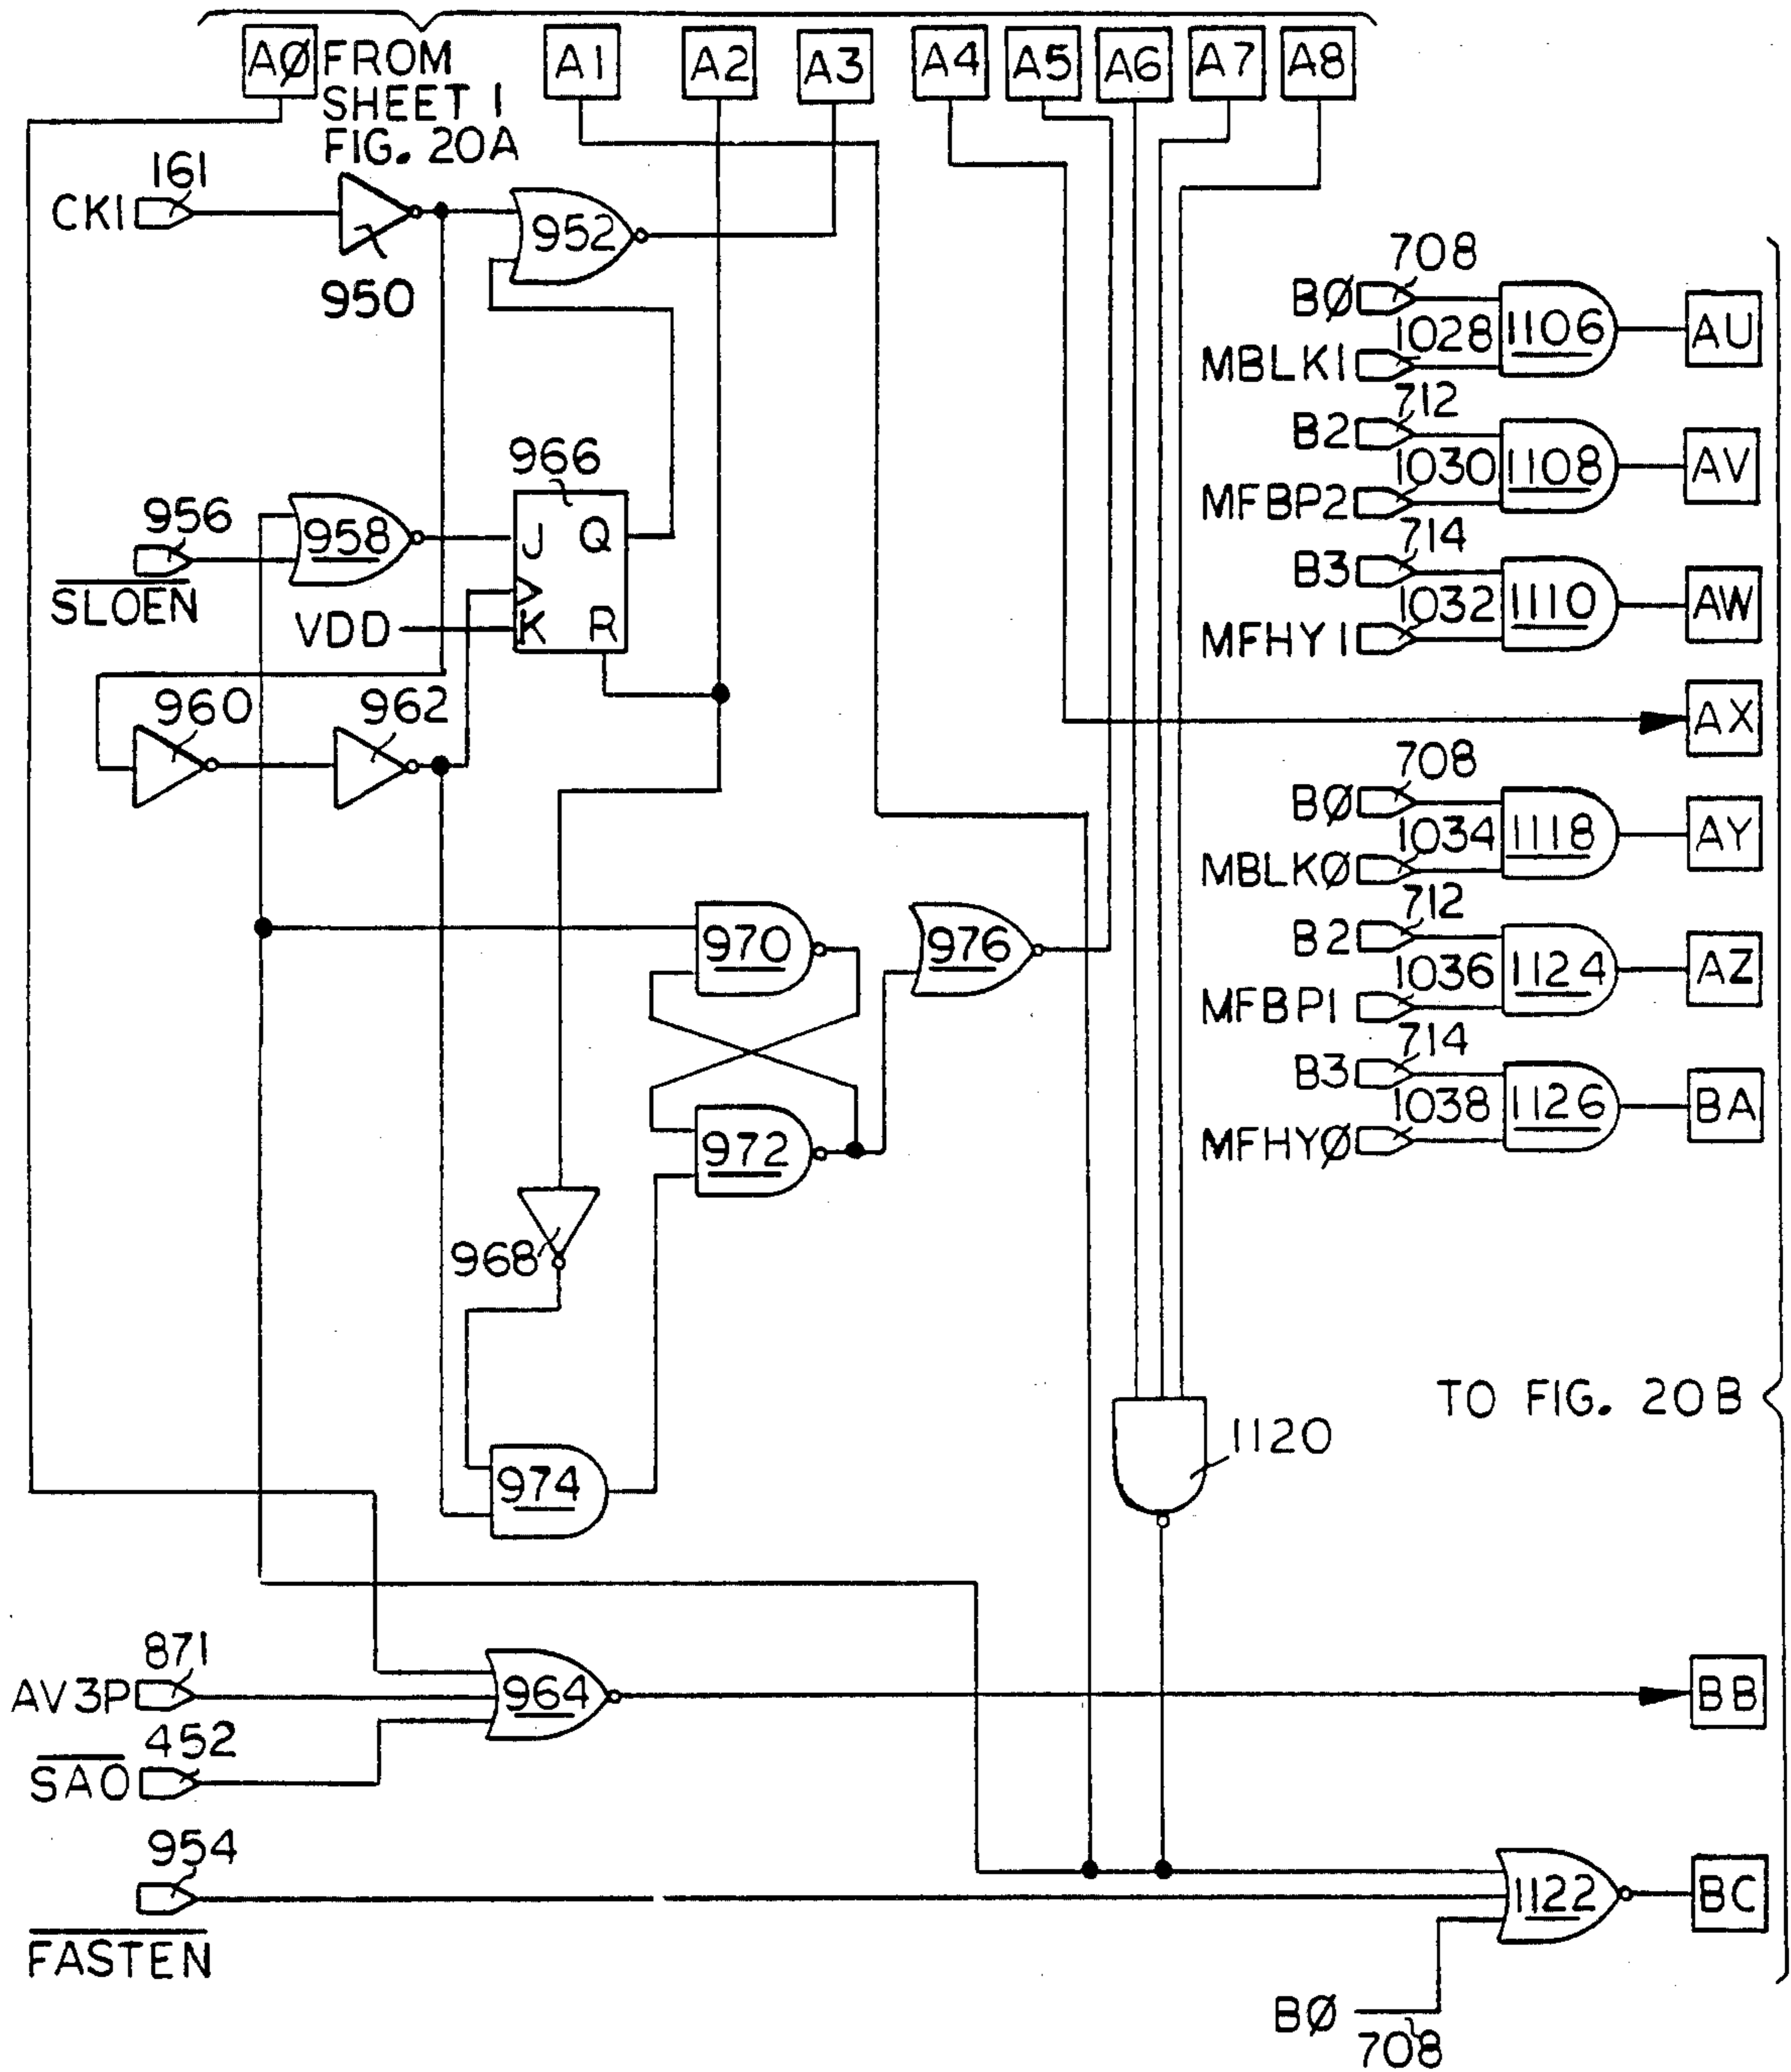 AØ FROM A1 A2 A3 A4 A5 A6 A7 A8
SHEET 1
FIG. 20A
161
CK1
950
952
708
BØ
1028
MBLK1
1106
AU
712
B2
1030
MFBP2
1108
AV
714
B3
1032
MFHY1
1110
AW
966
J Q
K R
956
SLOEN
958
VDD
960
962
AX
708
BØ
1034
MBLKØ
1118
AY
712
B2
1036
MFBP1
1124
AZ
714
B3
1038
MFHYØ
1126
BA
970
976
972
968
974
1120
TO FIG. 20B
871
AV3P
964
BB
452
SAO
954
FASTEN
1122
BC
BØ
708